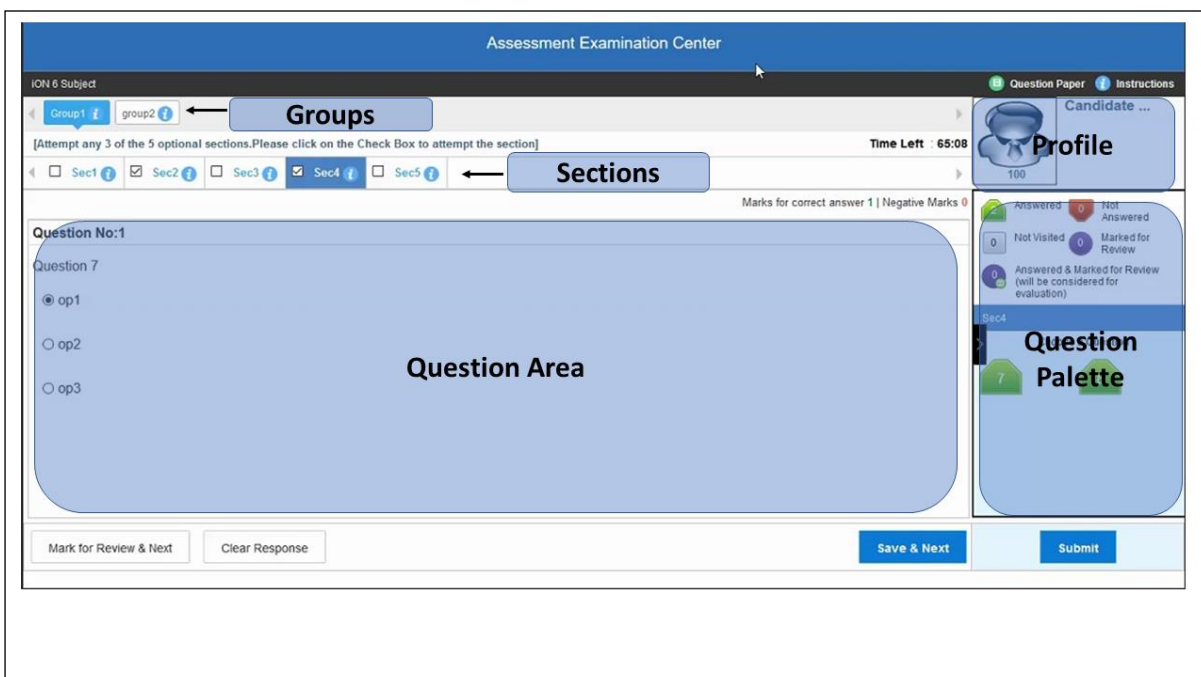 Assessment Examination Center
iON 6 Subject
Question Paper
Instructions
Group1
group2
Groups
[Attempt any 3 of the 5 optional sections.Please click on the Check Box to attempt the section]
Time Left : 65:08
Sec1
Sec2
Sec3
Sec4
Sec5
Sections
Candidate ...
Profile
100
Marks for correct answer 1 | Negative Marks 0
Question No:1
Question 7
op1
op2
op3
Question Area
2 Answered
0 Not Answered
0 Not Visited
0 Marked for Review
0 Answered & Marked for Review
(will be considered for
evaluation)
Sec4
Question
Palette
7
Mark for Review & Next
Clear Response
Save & Next
Submit